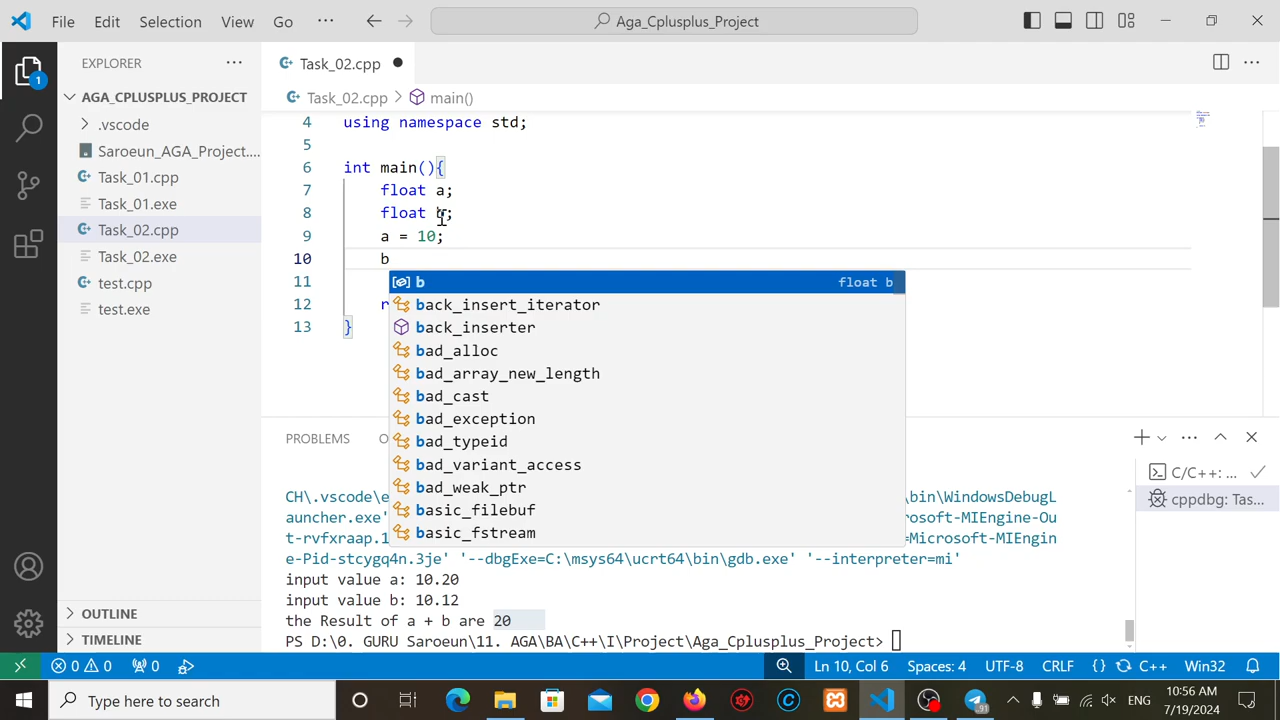 File Edit Selection View Go ··· Aga_Cplusplus_Project
EXPLORER ···
Task_02.cpp
AGA_CPLUSPLUS_PROJECT
Task_02.cpp > main()
.vscode
Saroeun_AGA_Project....
Task_01.cpp
Task_01.exe
Task_02.cpp
Task_02.exe
test.cpp
test.exe
OUTLINE
TIMELINE
4 using namespace std;
5
6 int main(){
7 float a;
8 float b;
9 a = 10;
10 b
11
12 r
13 }
b float b
back_insert_iterator
back_inserter
bad_alloc
bad_array_new_length
bad_cast
bad_exception
bad_typeid
bad_variant_access
bad_weak_ptr
basic_filebuf
basic_fstream
PROBLEMS O
C/C++: ...
cppdbg: Tas...
CH\.vscode\e \bin\WindowsDebugL
auncher.exe' rosoft-MIEngine-Ou
t-rvfxraap.1 =Microsoft-MIEngin
e-Pid-stcygq4n.3je' '--dbgExe=C:\msys64\ucrt64\bin\gdb.exe' '--interpreter=mi'
input value a: 10.20
input value b: 10.12
the Result of a + b are 20
PS D:\0. GURU Saroeun\11. AGA\BA\C++\I\Project\Aga_Cplusplus_Project>
0 0 0 Ln 10, Col 6 Spaces: 4 UTF-8 CRLF {} C++ Win32
Type here to search
91
ENG
10:56 AM
7/19/2024